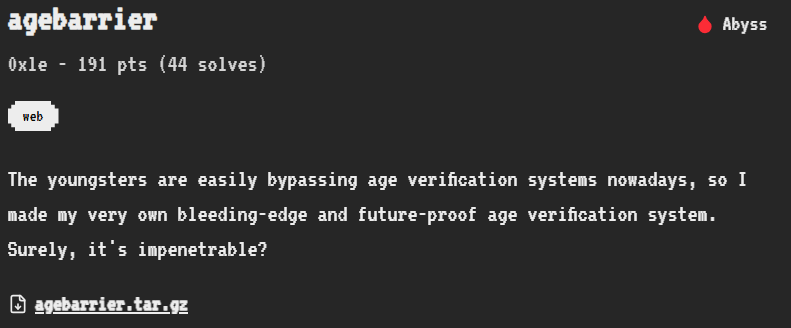 agebarrier
Abyss
0xle - 191 pts (44 solves)
web
The youngsters are easily bypassing age verification systems nowadays, so I
made my very own bleeding-edge and future-proof age verification system.
Surely, it's impenetrable?
agebarrier.tar.gz